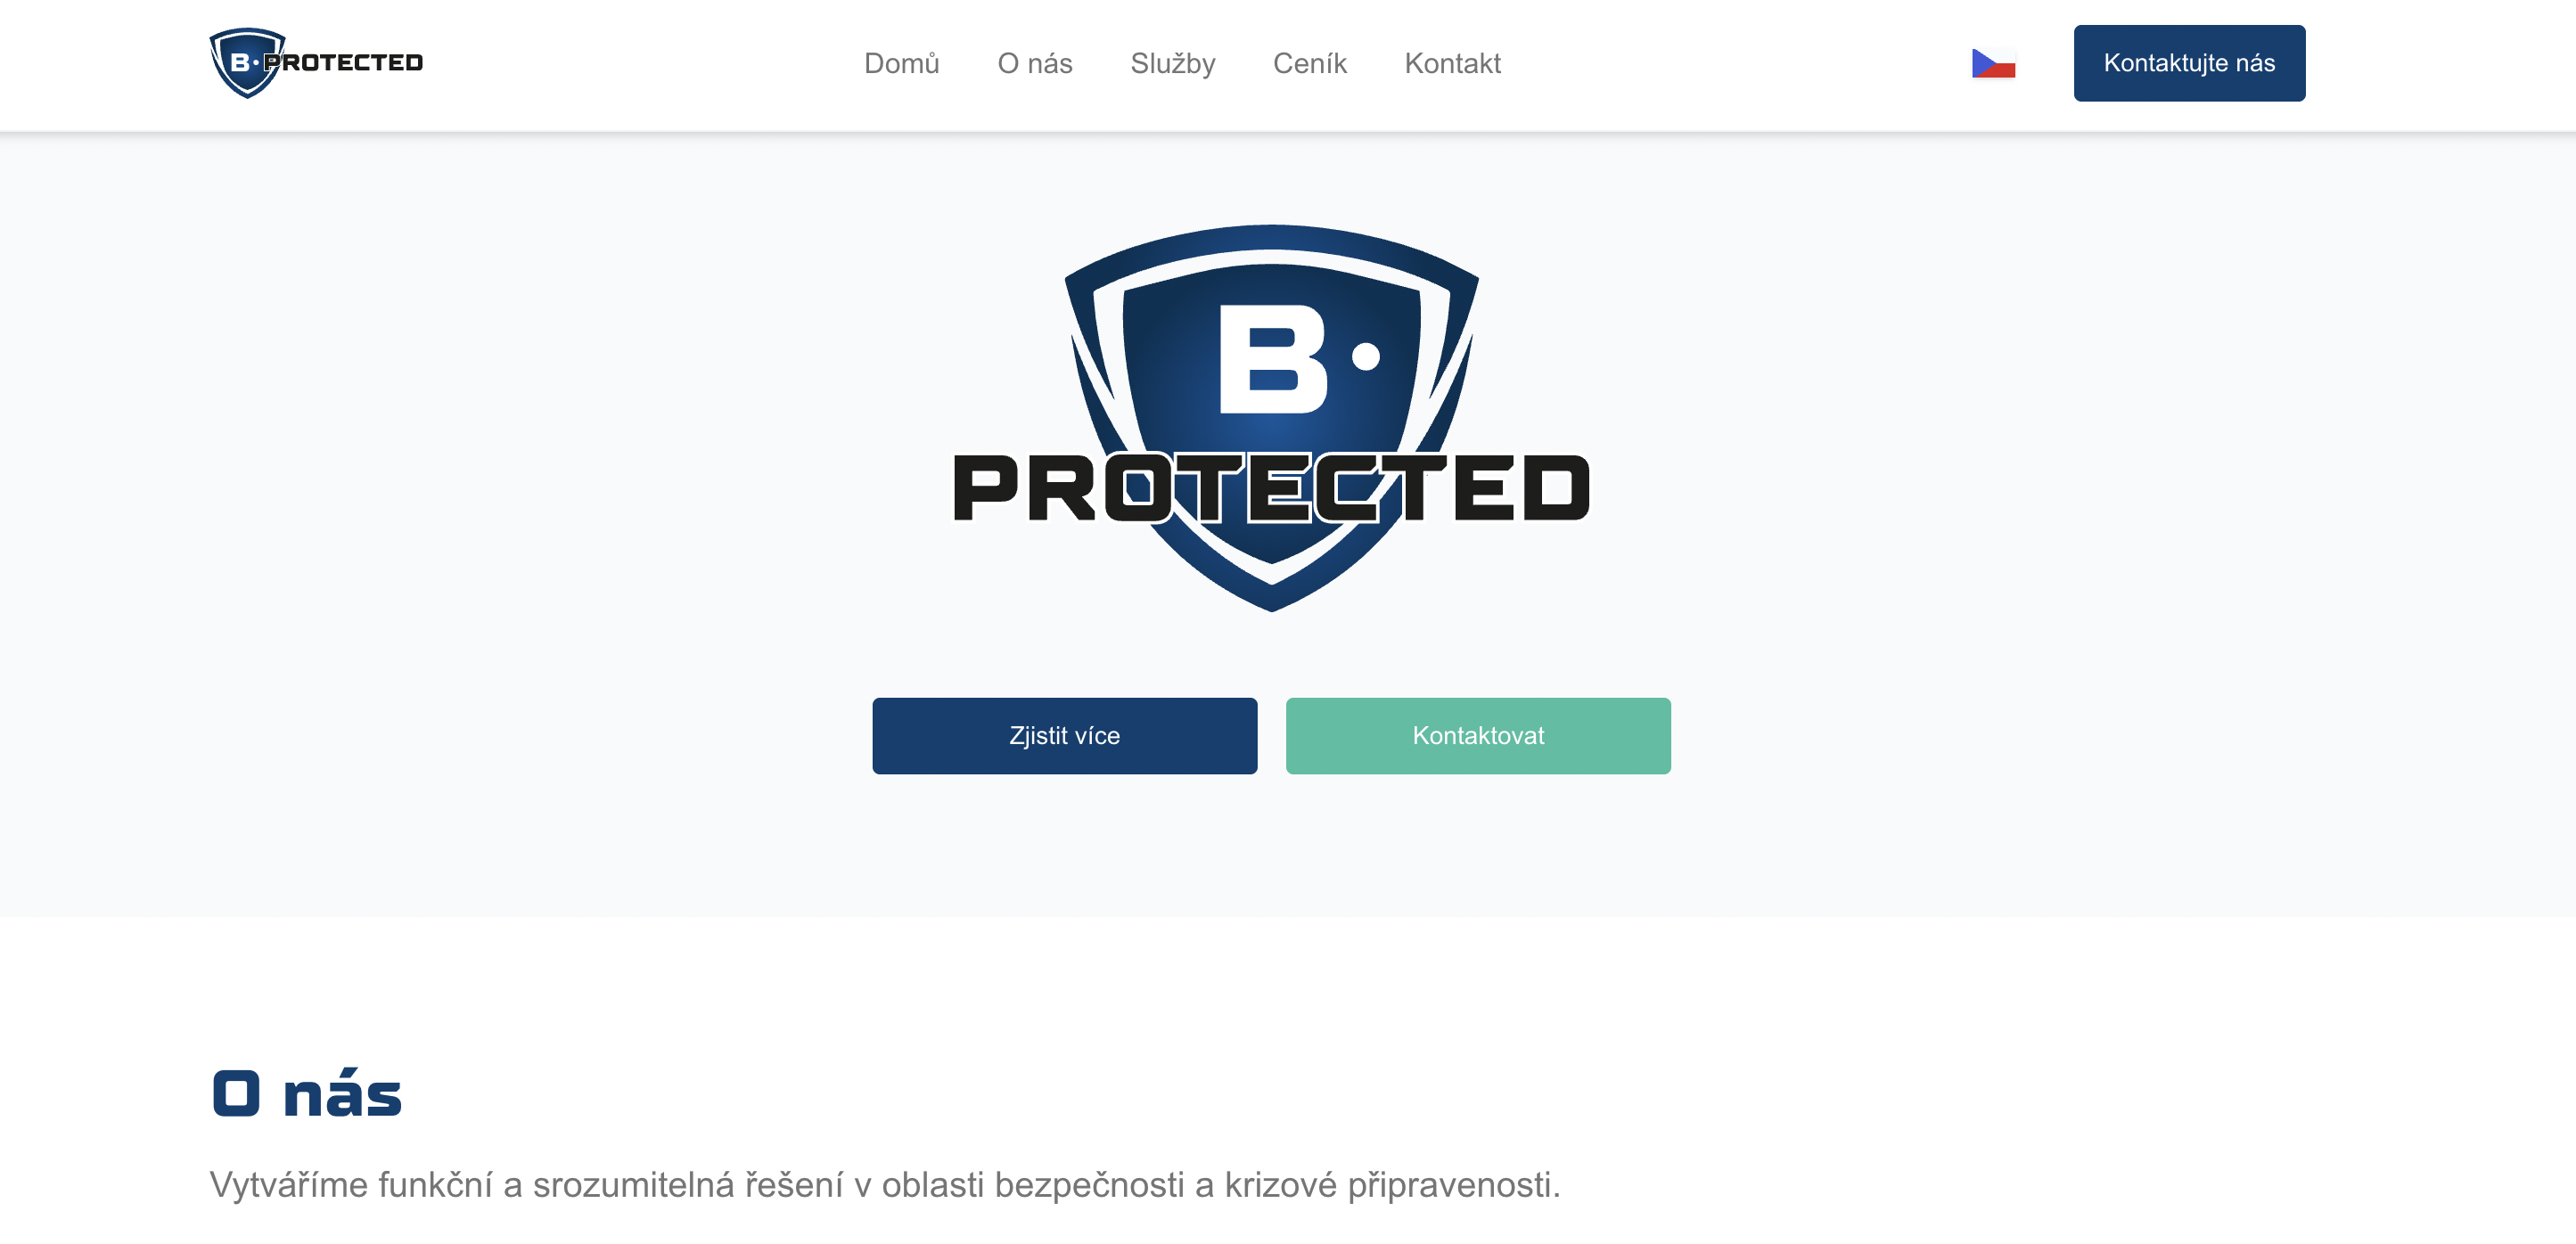 B· PROTECTED
Domů O nás Služby Ceník Kontakt
Kontaktujte nás
B·
PROTECTED
Zjistit více
Kontaktovat
O nás
Vytváříme funkční a srozumitelná řešení v oblasti bezpečnosti a krizové připravenosti.